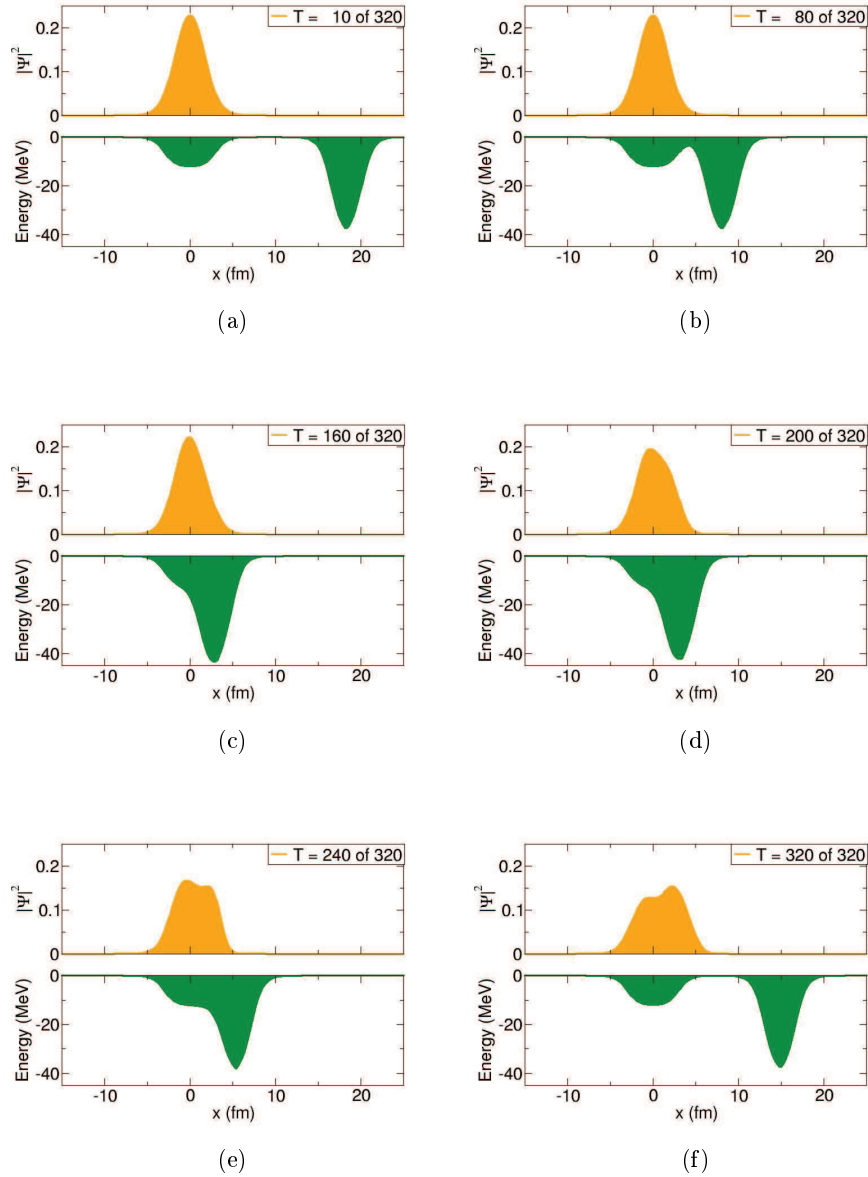 T = 10 of 320
0.2
0.1
0
|Ψ|²
0
-20
-40
Energy (MeV)
-10 0 10 20
x (fm)
(a)
T = 80 of 320
0.2
0.1
0
|Ψ|²
0
-20
-40
Energy (MeV)
-10 0 10 20
x (fm)
(b)
T = 160 of 320
0.2
0.1
0
|Ψ|²
0
-20
-40
Energy (MeV)
-10 0 10 20
x (fm)
(c)
T = 200 of 320
0.2
0.1
0
|Ψ|²
0
-20
-40
Energy (MeV)
-10 0 10 20
x (fm)
(d)
T = 240 of 320
0.2
0.1
0
|Ψ|²
0
-20
-40
Energy (MeV)
-10 0 10 20
x (fm)
(e)
T = 320 of 320
0.2
0.1
0
|Ψ|²
0
-20
-40
Energy (MeV)
-10 0 10 20
x (fm)
(f)